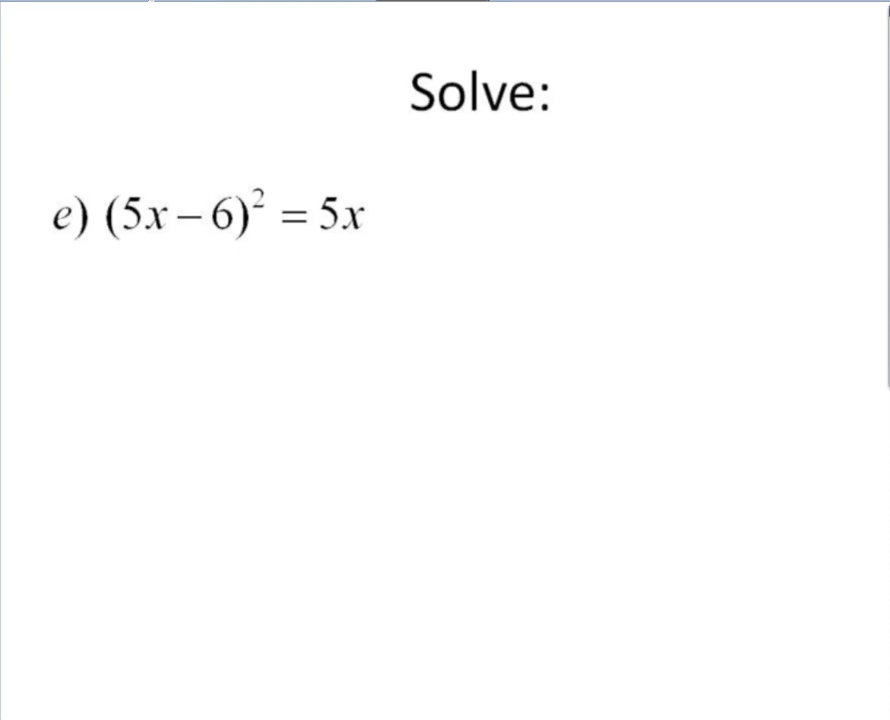 Solve:
e) (5x – 6)² = 5x